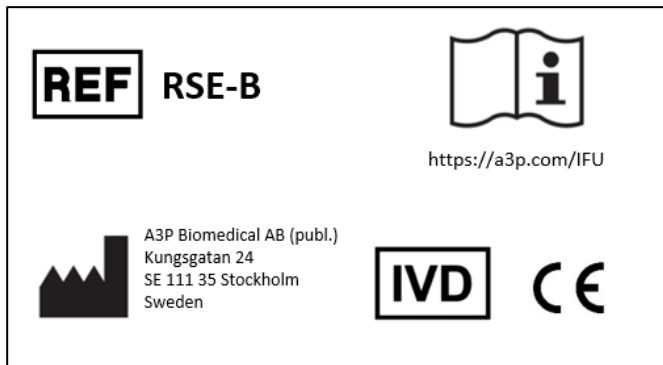 REF RSE-B
https://a3p.com/IFU
A3P Biomedical AB (publ.)
Kungsgatan 24
SE 111 35 Stockholm
Sweden
IVD CE